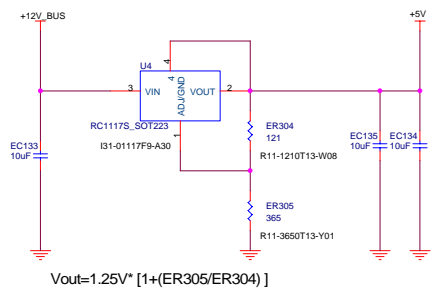 +12V_BUS
+5V
U4
4
4
3
VIN
ADJ/GND
VOUT
2
RC1117S_SOT223
1
I31-01117F9-A30
EC133
10uF
ER304
121
R11-1210T13-W08
EC135
10uF
EC134
10uF
ER305
365
R11-3650T13-Y01
Vout=1.25V* [1+(ER305/ER304) ]